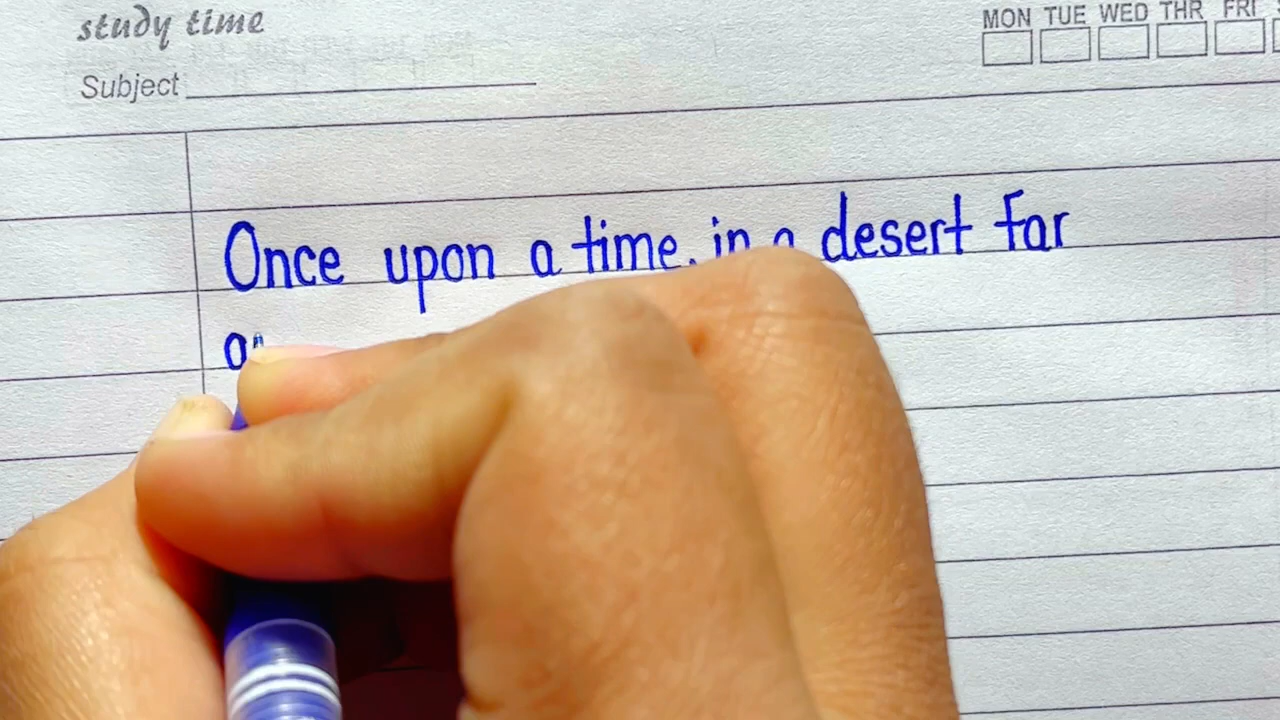 study time
MON TUE WED THR FRI
Subject
Once upon a time, in a desert far